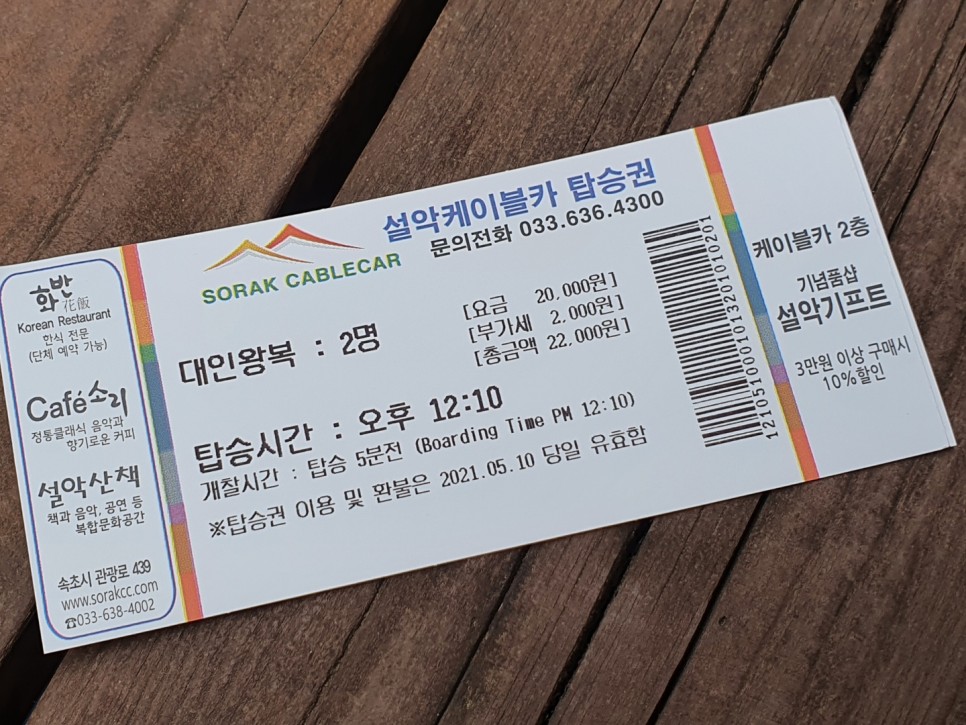 화반 花飯
Korean Restaurant
한식 전문
(단체 예약 가능)
Café소리
정통클래식 음악과
향기로운 커피
설악산책
책과 음악, 공연 등
복합문화공간
속초시 관광로 439
www.sorakcc.com
☎033-638-4002
SORAK CABLECAR
설악케이블카 탑승권
문의전화 033.636.4300
대인왕복 : 2명
[요금 20,000원]
[부가세 2,000원]
[총금액 22,000원]
탑승시간 : 오후 12:10
개찰시간 : 탑승 5분전 (Boarding Time PM 12:10)
※탑승권 이용 및 환불은 2021.05.10 당일 유효함
1210510001013201010201
케이블카 2층
기념품샵
설악기프트
3만원 이상 구매시
10%할인